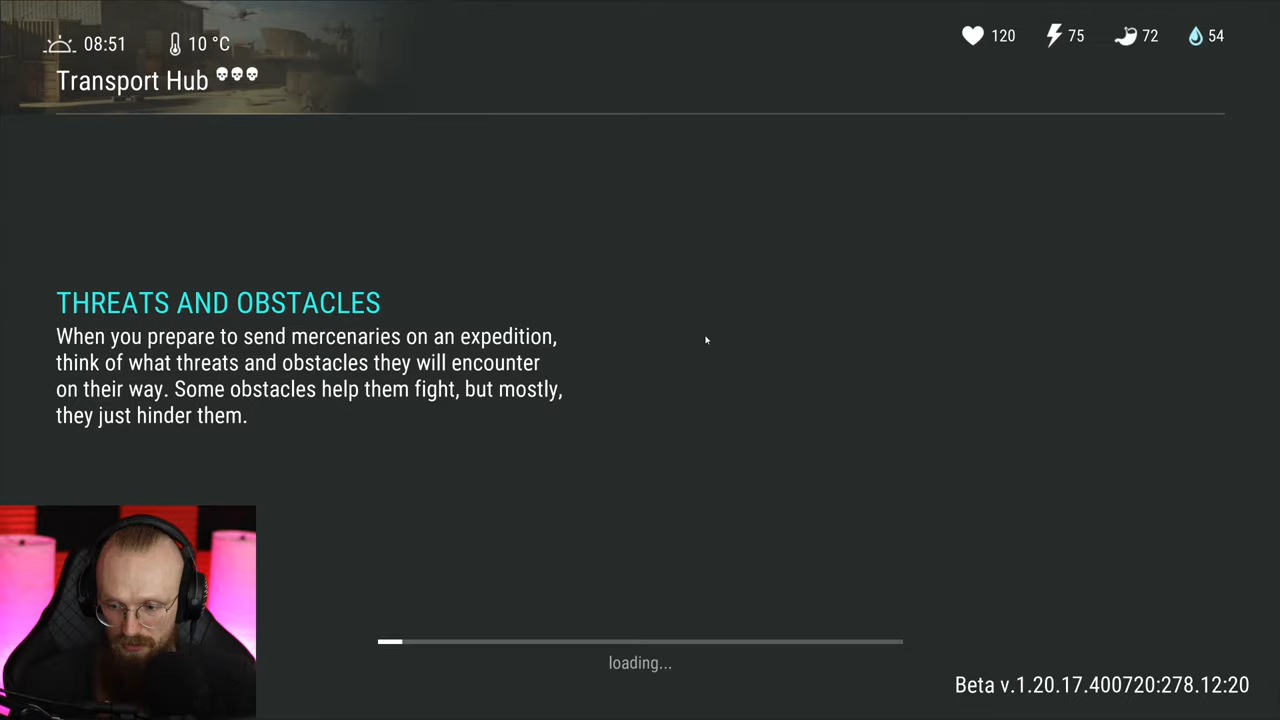 08:51 10 °C
120 75 72 54
Transport Hub
THREATS AND OBSTACLES
When you prepare to send mercenaries on an expedition,
think of what threats and obstacles they will encounter
on their way. Some obstacles help them fight, but mostly,
they just hinder them.
loading...
Beta v.1.20.17.400720:278.12:20